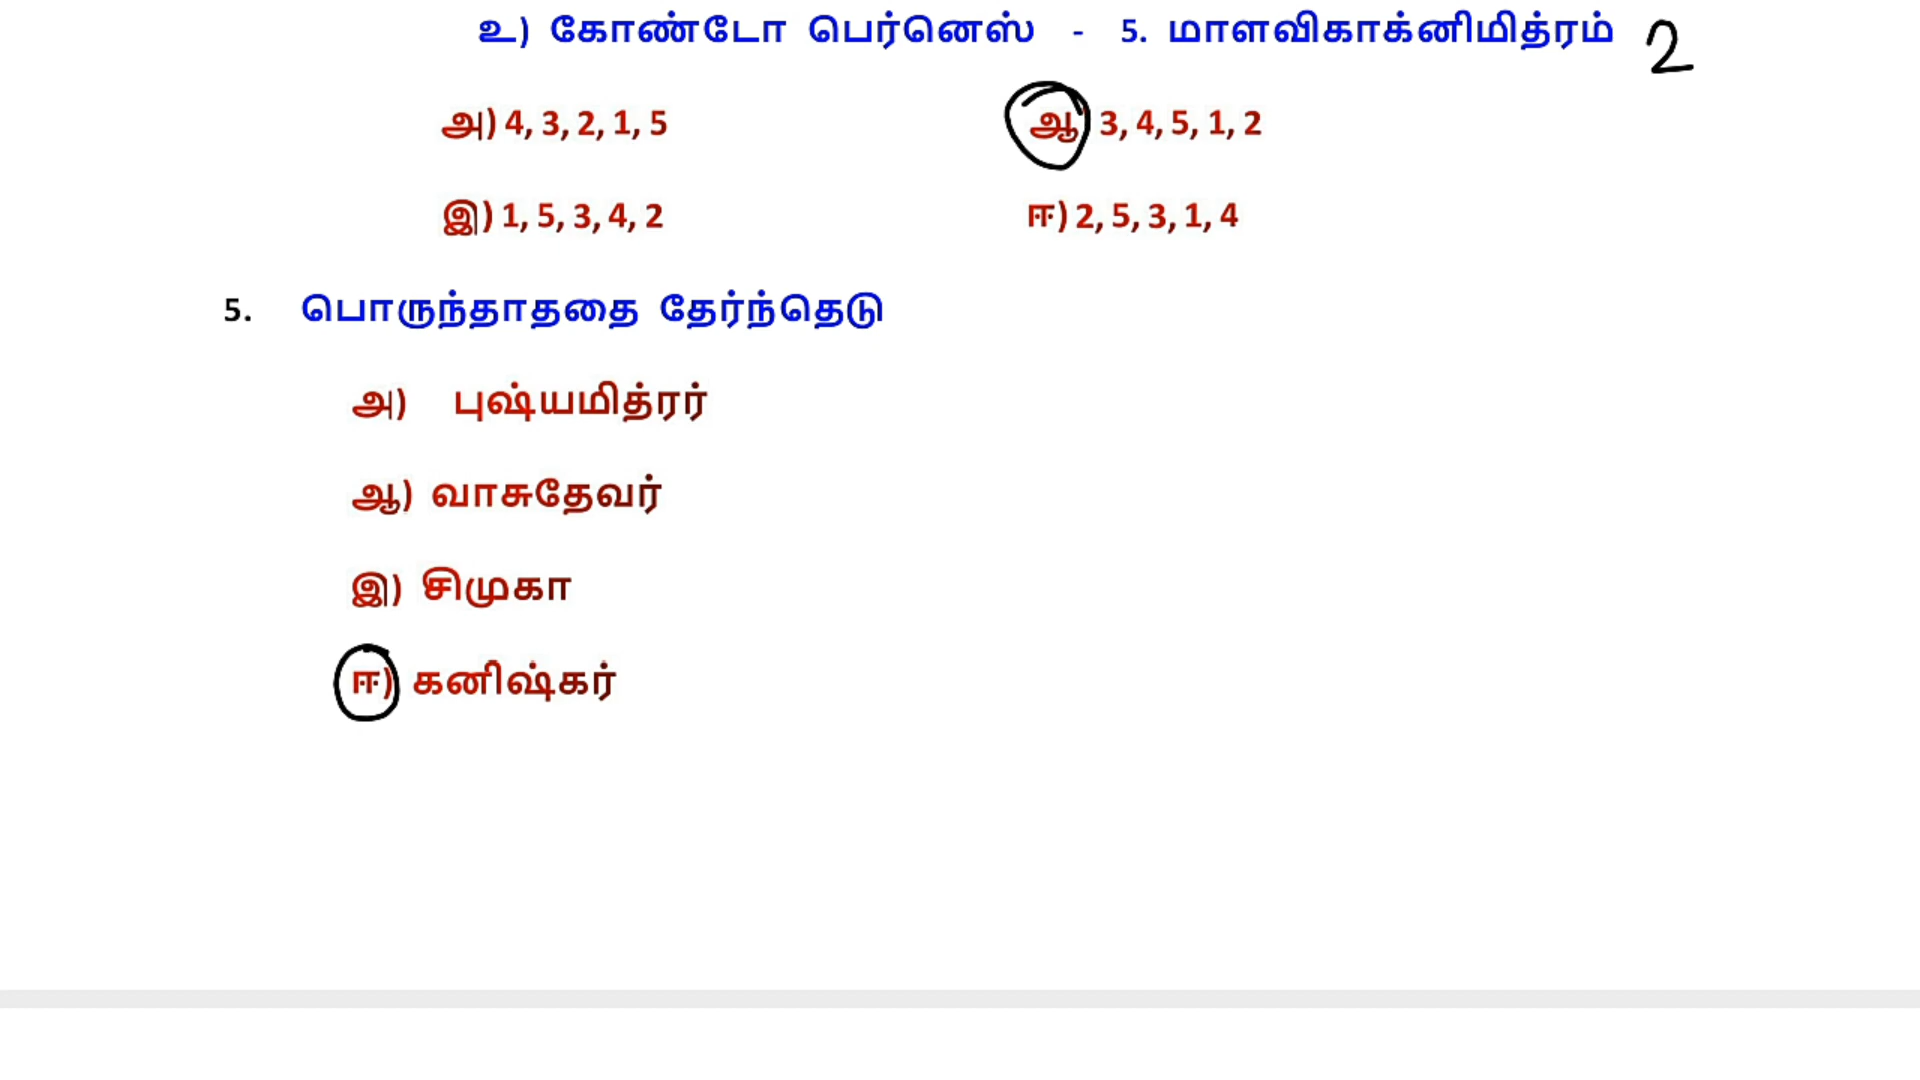 உ) கோண்டோ பெர்னெஸ் - 5. மாளவிகாக்னிமித்ரம் 2
அ) 4, 3, 2, 1, 5 ஆ) 3, 4, 5, 1, 2
இ) 1, 5, 3, 4, 2 ஈ) 2, 5, 3, 1, 4
5. பொருந்தாததை தேர்ந்தெடு
அ) புஷ்யமித்ரர்
ஆ) வாசுதேவர்
இ) சிமுகா
ஈ) கனிஷ்கர்